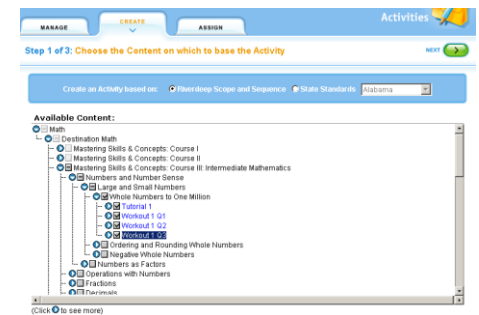 MANAGE CREATE ASSIGN Activities
Step 1 of 3: Choose the Content on which to base the Activity NEXT
Create an Activity based on: Riverdeep Scope and Sequence State Standards Alabama
Available Content:
Math
Destination Math
Mastering Skills & Concepts: Course I
Mastering Skills & Concepts: Course II
Mastering Skills & Concepts: Course III: Intermediate Mathematics
Numbers and Number Sense
Large and Small Numbers
Whole Numbers to One Million
Tutorial 1
Workout 1 Q1
Workout 1 Q2
Workout 1 Q3
Ordering and Rounding Whole Numbers
Negative Whole Numbers
Numbers as Factors
Operations with Numbers
Fractions
Decimals
(Click to see more)